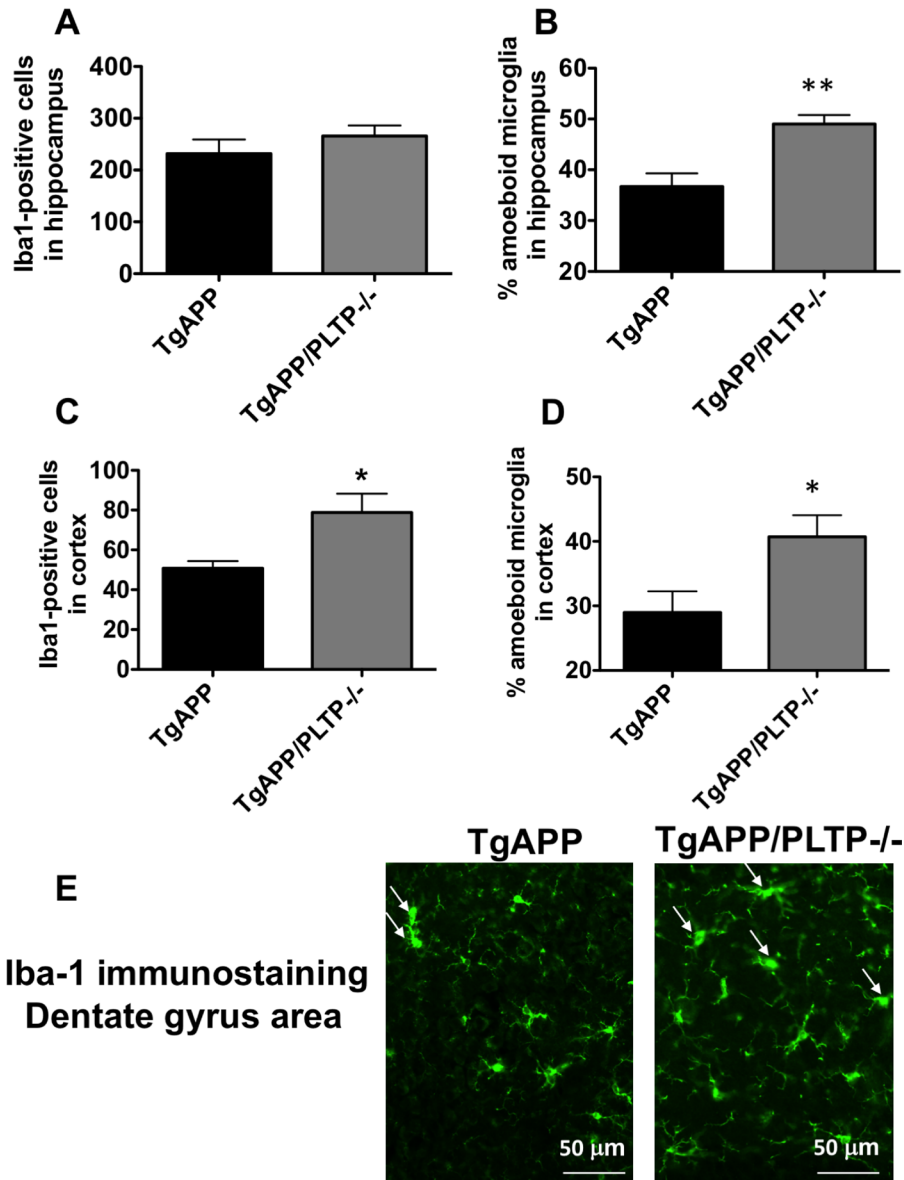 A
Iba1-positive cells
in hippocampus
400
300
200
100
0
TgAPP
TgAPP/PLTP-/-
B
% amoeboid microglia
in hippocampus
60
50
40
30
20
**
TgAPP
TgAPP/PLTP-/-
C
Iba1-positive cells
in cortex
100
80
60
40
20
0
*
TgAPP
TgAPP/PLTP-/-
D
% amoeboid microglia
in cortex
50
40
30
20
*
TgAPP
TgAPP/PLTP-/-
E
Iba-1 immunostaining
Dentate gyrus area
TgAPP
50 μm
TgAPP/PLTP-/-
50 μm